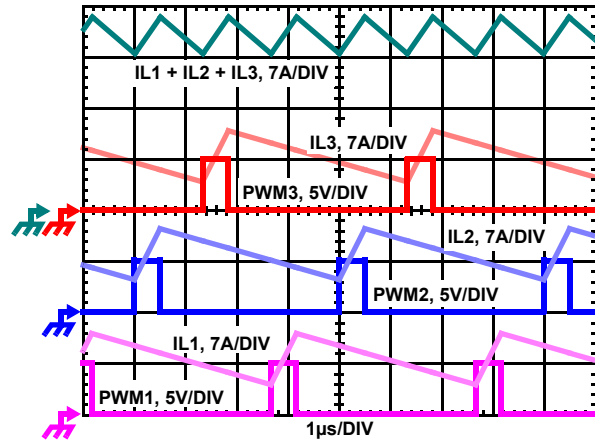 IL1 + IL2 + IL3, 7A/DIV
IL3, 7A/DIV
PWM3, 5V/DIV
IL2, 7A/DIV
PWM2, 5V/DIV
IL1, 7A/DIV
PWM1, 5V/DIV
1µs/DIV